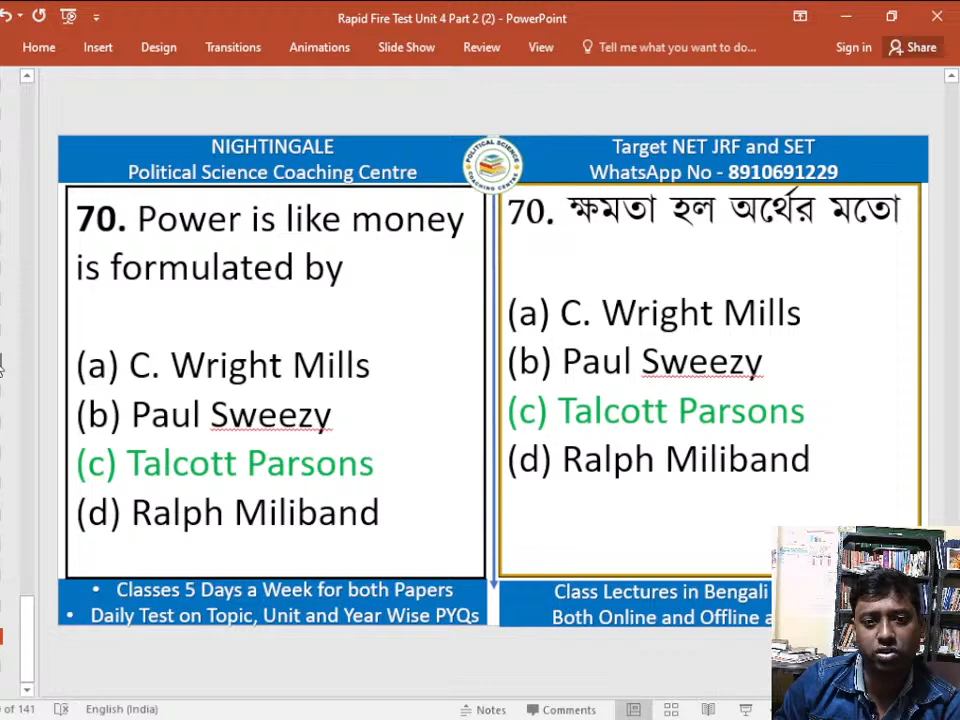 Rapid Fire Test Unit 4 Part 2 (2) - PowerPoint
Home Insert Design Transitions Animations Slide Show Review View Tell me what you want to do... Sign in Share
NIGHTINGALE
Political Science Coaching Centre
POLITICAL SCIENCE
COACHING CENTRE
Target NET JRF and SET
WhatsApp No - 8910691229
70. Power is like money
is formulated by
(a) C. Wright Mills
(b) Paul Sweezy
(c) Talcott Parsons
(d) Ralph Miliband
70. ক্ষমতা হল অর্থের মতো
(a) C. Wright Mills
(b) Paul Sweezy
(c) Talcott Parsons
(d) Ralph Miliband
• Classes 5 Days a Week for both Papers
• Daily Test on Topic, Unit and Year Wise PYQs
Class Lectures in Bengali
Both Online and Offline a
of 141 English (India) Notes Comments